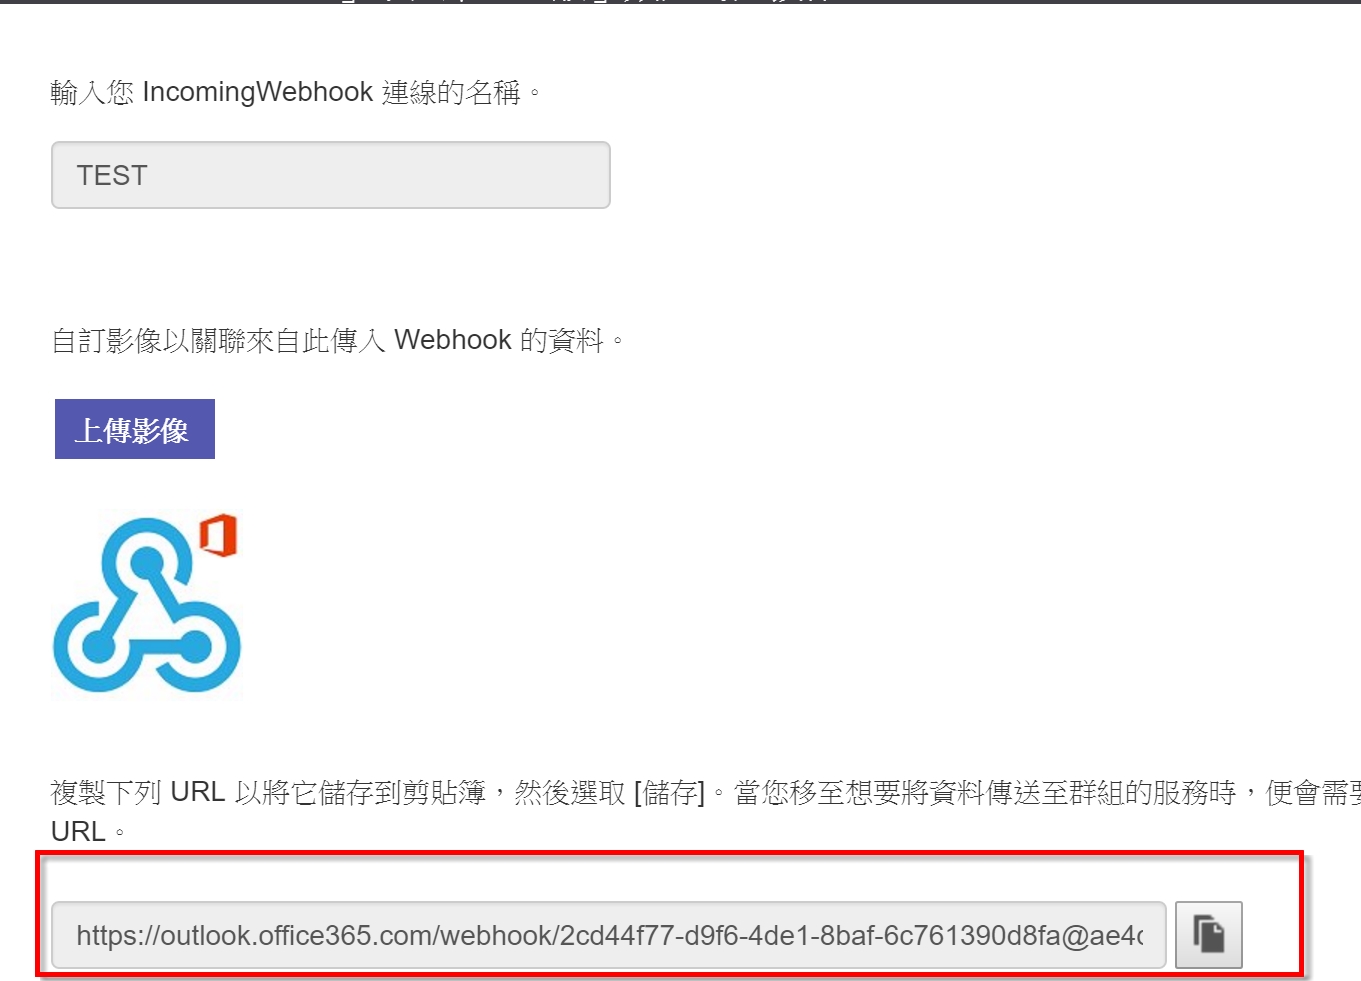 輸入您 IncomingWebhook 連線的名稱。
TEST
自訂影像以關聯來自此傳入 Webhook 的資料。
上傳影像
複製下列 URL 以將它儲存到剪貼簿，然後選取 [儲存]。當您移至想要將資料傳送至群組的服務時，便會需要
URL。
https://outlook.office365.com/webhook/2cd44f77-d9f6-4de1-8baf-6c761390d8fa@ae4c